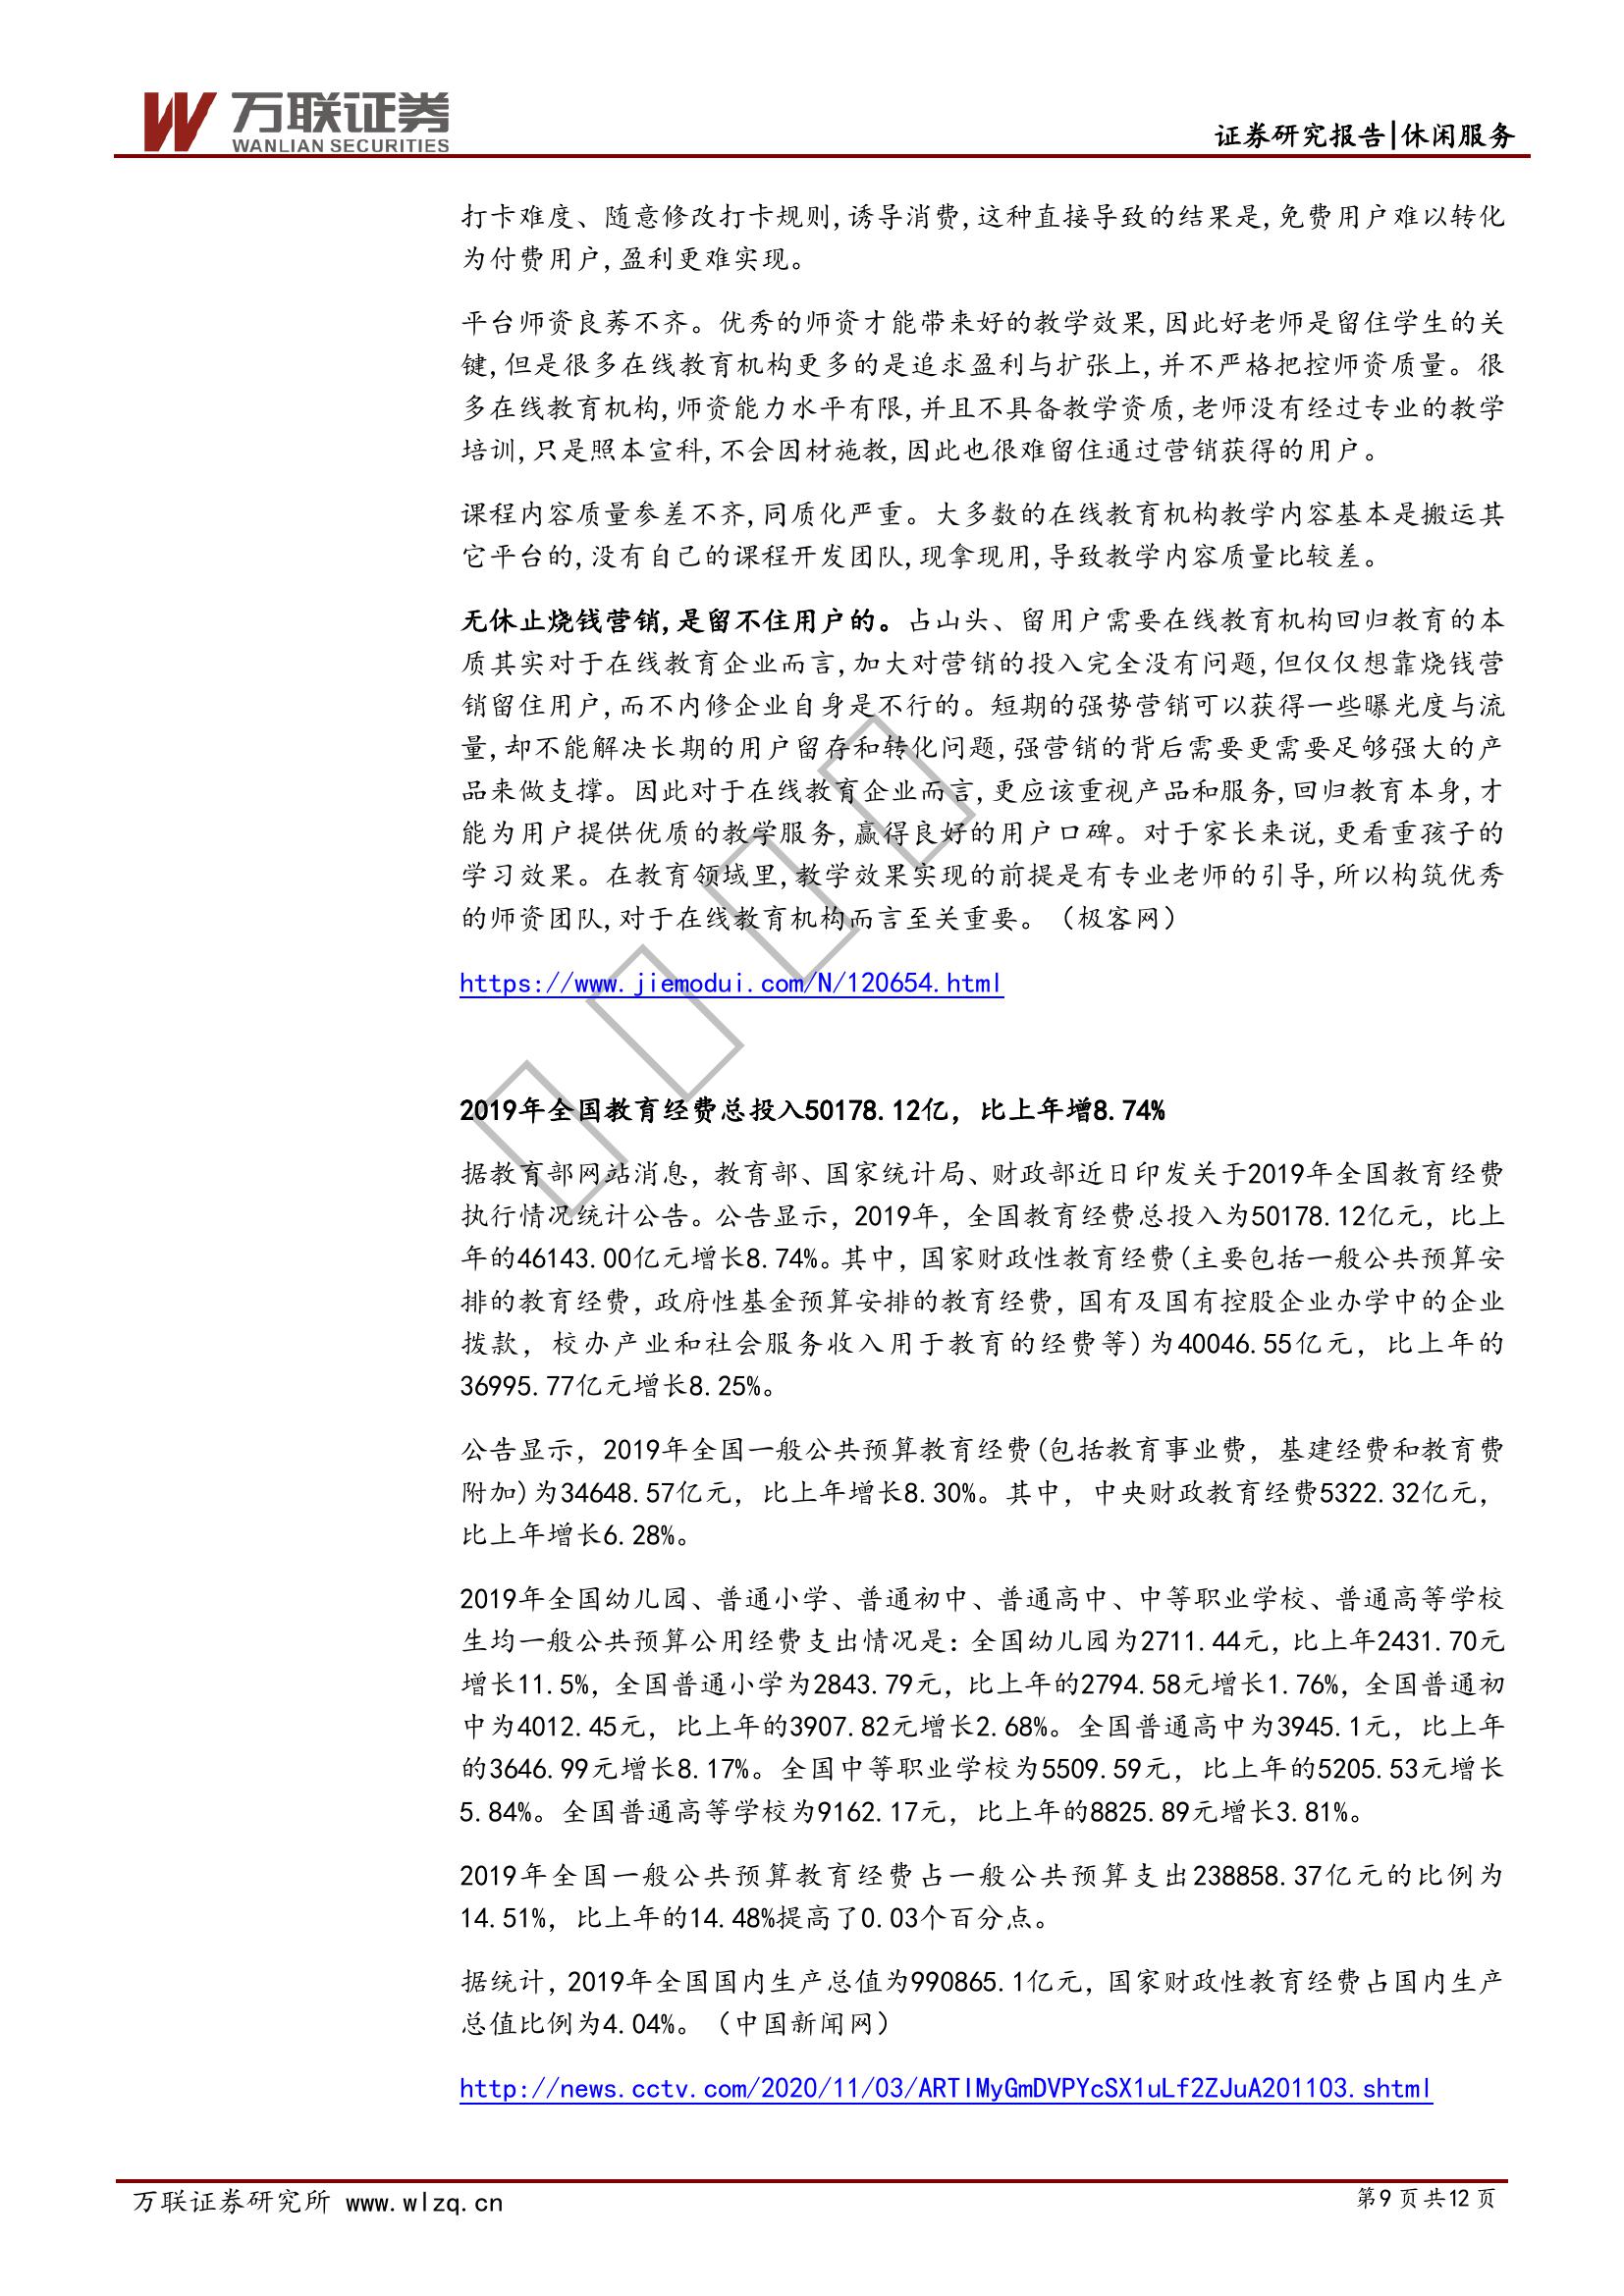 万联证券
WANLIAN SECURITIES
证券研究报告|休闲服务
打卡难度、随意修改打卡规则,诱导消费,这种直接导致的结果是,免费用户难以转化
为付费用户,盈利更难实现。
平台师资良莠不齐。优秀的师资才能带来好的教学效果,因此好老师是留住学生的关
键,但是很多在线教育机构更多的是追求盈利与扩张上,并不严格把控师资质量。很
多在线教育机构,师资能力水平有限,并且不具备教学资质,老师没有经过专业的教学
培训,只是照本宣科,不会因材施教,因此也很难留住通过营销获得的用户。
课程内容质量参差不齐,同质化严重。大多数的在线教育机构教学内容基本是搬运其
它平台的,没有自己的课程开发团队,现拿现用,导致教学内容质量比较差。
无休止烧钱营销,是留不住用户的。占山头、留用户需要在线教育机构回归教育的本
质其实对于在线教育企业而言,加大对营销的投入完全没有问题,但仅仅想靠烧钱营
销留住用户,而不内修企业自身是不行的。短期的强势营销可以获得一些曝光度与流
量,却不能解决长期的用户留存和转化问题,强营销的背后需要更需要足够强大的产
品来做支撑。因此对于在线教育企业而言,更应该重视产品和服务,回归教育本身,才
能为用户提供优质的教学服务,赢得良好的用户口碑。对于家长来说,更看重孩子的
学习效果。在教育领域里,教学效果实现的前提是有专业老师的引导,所以构筑优秀
的师资团队,对于在线教育机构而言至关重要。（极客网）
https://www.jiemodui.com/N/120654.html
2019年全国教育经费总投入50178.12亿，比上年增8.74%
据教育部网站消息，教育部、国家统计局、财政部近日印发关于2019年全国教育经费
执行情况统计公告。公告显示，2019年，全国教育经费总投入为50178.12亿元，比上
年的46143.00亿元增长8.74%。其中，国家财政性教育经费(主要包括一般公共预算安
排的教育经费，政府性基金预算安排的教育经费，国有及国有控股企业办学中的企业
拨款，校办产业和社会服务收入用于教育的经费等)为40046.55亿元，比上年的
36995.77亿元增长8.25%。
公告显示，2019年全国一般公共预算教育经费(包括教育事业费，基建经费和教育费
附加)为34648.57亿元，比上年增长8.30%。其中，中央财政教育经费5322.32亿元，
比上年增长6.28%。
2019年全国幼儿园、普通小学、普通初中、普通高中、中等职业学校、普通高等学校
生均一般公共预算公用经费支出情况是：全国幼儿园为2711.44元，比上年2431.70元
增长11.5%，全国普通小学为2843.79元，比上年的2794.58元增长1.76%，全国普通初
中为4012.45元，比上年的3907.82元增长2.68%。全国普通高中为3945.1元，比上年
的3646.99元增长8.17%。全国中等职业学校为5509.59元，比上年的5205.53元增长
5.84%。全国普通高等学校为9162.17元，比上年的8825.89元增长3.81%。
2019年全国一般公共预算教育经费占一般公共预算支出238858.37亿元的比例为
14.51%，比上年的14.48%提高了0.03个百分点。
据统计，2019年全国国内生产总值为990865.1亿元，国家财政性教育经费占国内生产
总值比例为4.04%。（中国新闻网）
http://news.cctv.com/2020/11/03/ARTIMyGmDVPYcSX1uLf2ZJuA201103.shtml
万联证券研究所 www.wlzq.cn
第9页共12页